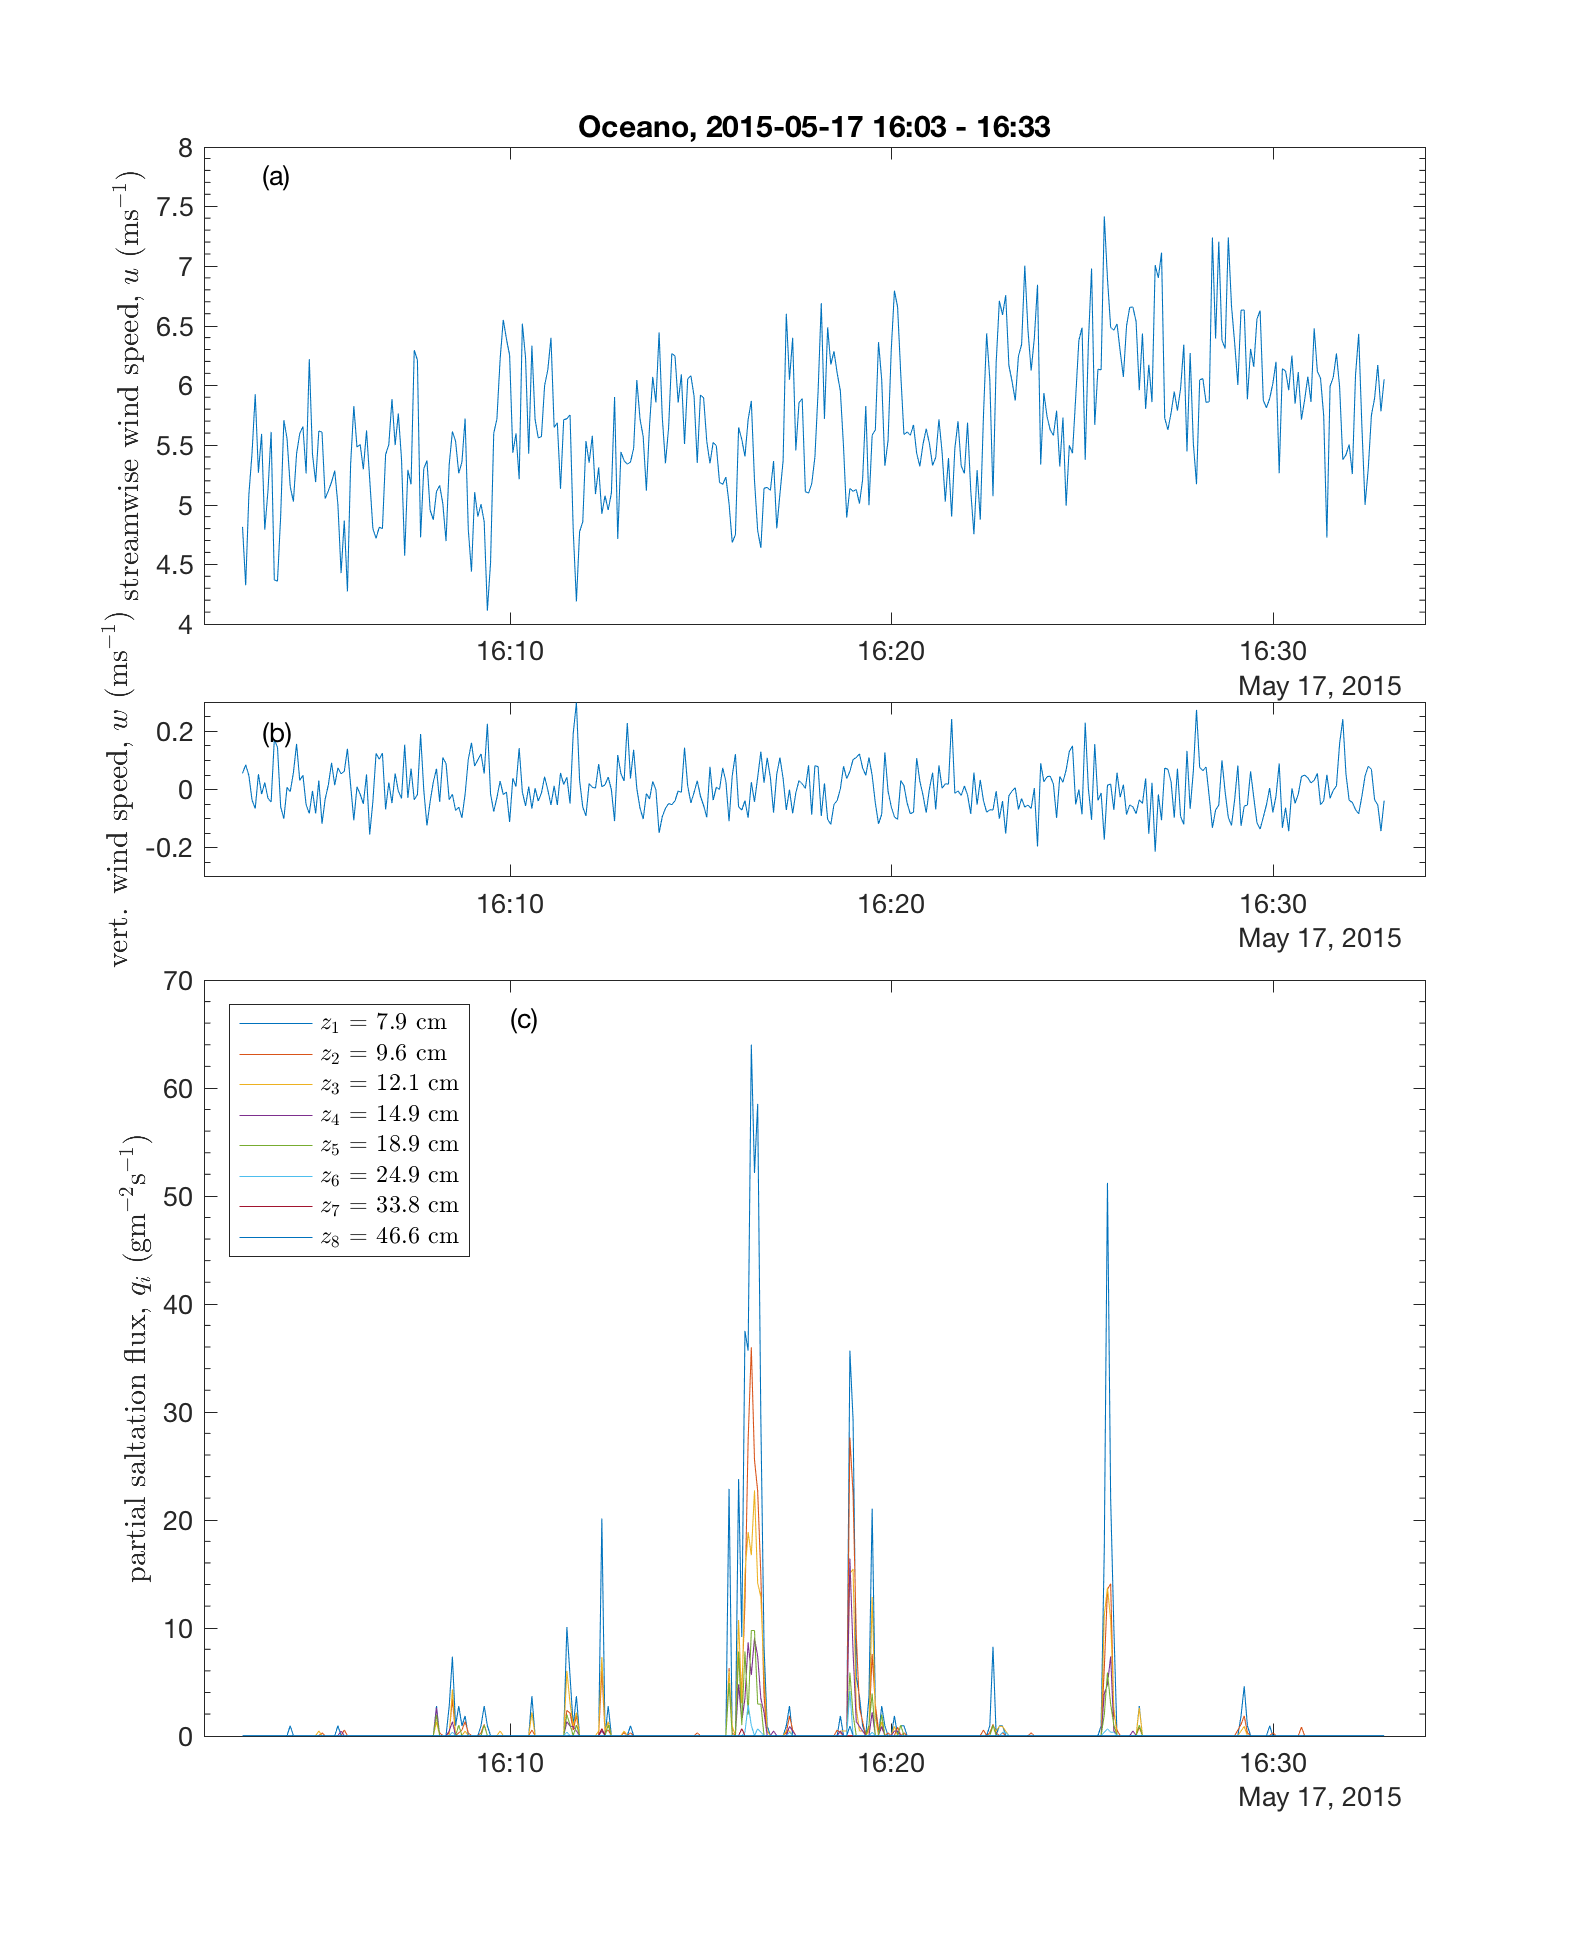 Oceano, 2015-05-17 16:03 - 16:33
(a)
streamwise wind speed, u (ms⁻¹)
8
7.5
7
6.5
6
5.5
5
4.5
4
16:10 16:20 16:30
May 17, 2015
(b)
vert. wind speed, w (ms⁻¹)
0.2
0
-0.2
16:10 16:20 16:30
May 17, 2015
(c)
partial saltation flux, qᵢ (gm⁻²s⁻¹)
70
60
50
40
30
20
10
0
z₁ = 7.9 cm
z₂ = 9.6 cm
z₃ = 12.1 cm
z₄ = 14.9 cm
z₅ = 18.9 cm
z₆ = 24.9 cm
z₇ = 33.8 cm
z₈ = 46.6 cm
16:10 16:20 16:30
May 17, 2015